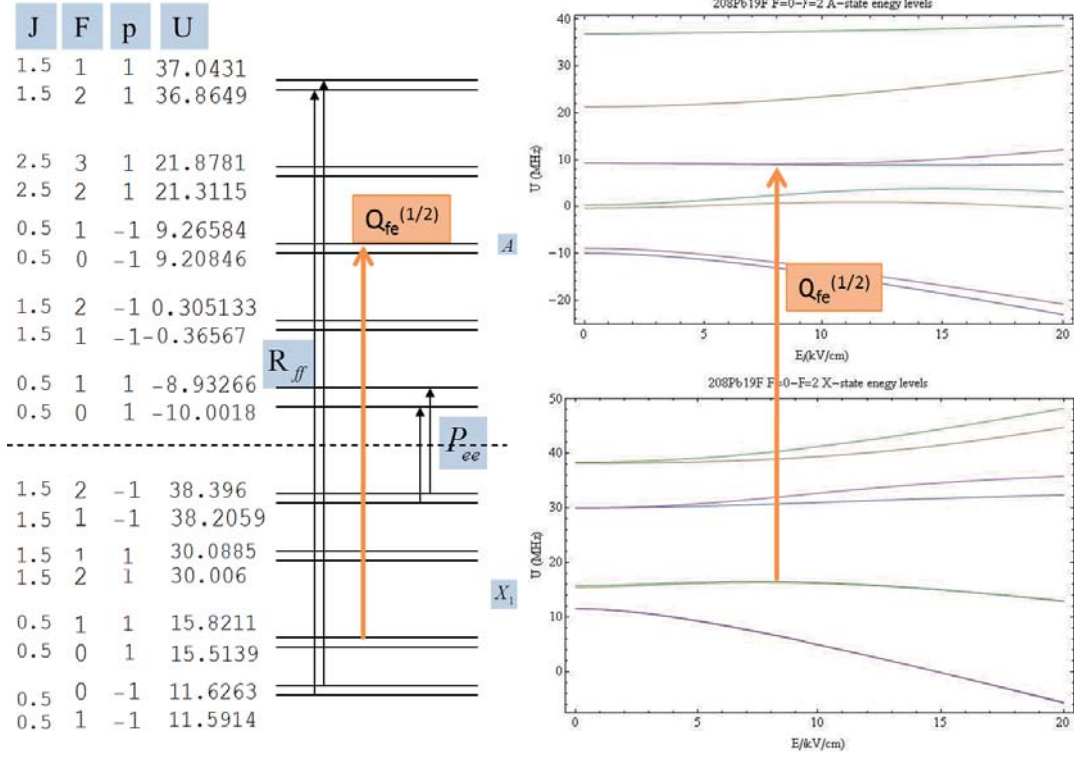 J F p U
1.5 1 1 37.0431
1.5 2 1 36.8649
2.5 3 1 21.8781
2.5 2 1 21.3115
0.5 1 -1 9.26584
0.5 0 -1 9.20846
1.5 2 -1 0.305133
1.5 1 -1-0.36567
0.5 1 1 -8.93266
0.5 0 1 -10.0018
1.5 2 -1 38.396
1.5 1 -1 38.2059
1.5 1 1 30.0885
1.5 2 1 30.006
0.5 1 1 15.8211
0.5 0 1 15.5139
0.5 0 -1 11.6263
0.5 1 -1 11.5914
R_ff
Q_fe^(1/2)
P_ee
A
X_1
208Pb19F F=0-F=2 A-state enegy levels
U (MHz)
40
30
20
10
0
-10
-20
0 5 10 15 20
E/(kV/cm)
Q_fe^(1/2)
208Pb19F F=0-F=2 X-state energy levels
U (MHz)
50
40
30
20
10
0
0 5 10 15 20
E/(kV/cm)